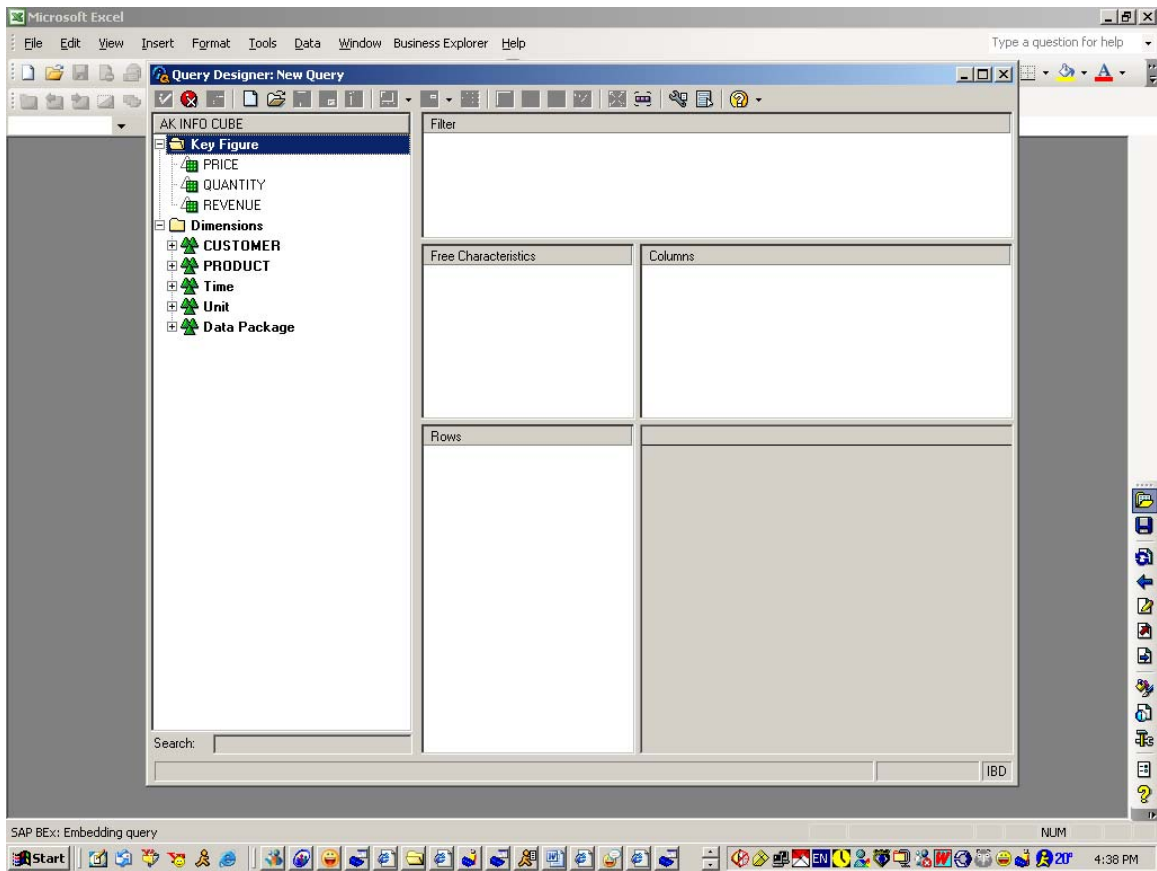 Microsoft Excel
File Edit View Insert Format Tools Data Window Business Explorer Help Type a question for help
Query Designer: New Query
AK INFO CUBE
Key Figure
PRICE
QUANTITY
REVENUE
Dimensions
CUSTOMER
PRODUCT
Time
Unit
Data Package
Search:
Filter
Free Characteristics
Columns
Rows
IBD
SAP BEx: Embedding query NUM
Start EN 20° 4:38 PM